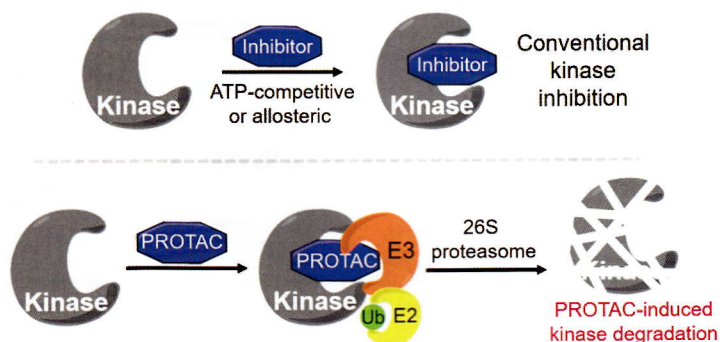 Inhibitor
Kinase
ATP-competitive
or allosteric
Inhibitor
Kinase
Conventional
kinase
inhibition
PROTAC
Kinase
PROTAC
E3
Kinase
Ub
E2
26S
proteasome
Kinase
PROTAC-induced
kinase degradation